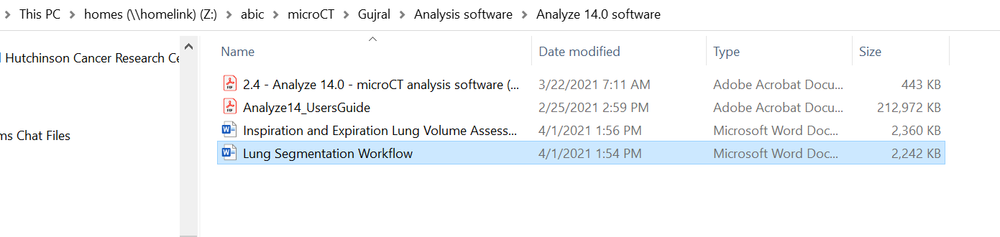 This PC > homes (\\homelink) (Z:) > abic > microCT > Gujral > Analysis software > Analyze 14.0 software
Name Date modified Type Size
Hutchinson Cancer Research Ce
ms Chat Files
2.4 - Analyze 14.0 - microCT analysis software (... 3/22/2021 7:11 AM Adobe Acrobat Docu... 443 KB
Analyze14_UsersGuide 2/25/2021 2:59 PM Adobe Acrobat Docu... 212,972 KB
Inspiration and Expiration Lung Volume Assess... 4/1/2021 1:56 PM Microsoft Word Doc... 2,360 KB
Lung Segmentation Workflow 4/1/2021 1:54 PM Microsoft Word Doc... 2,242 KB